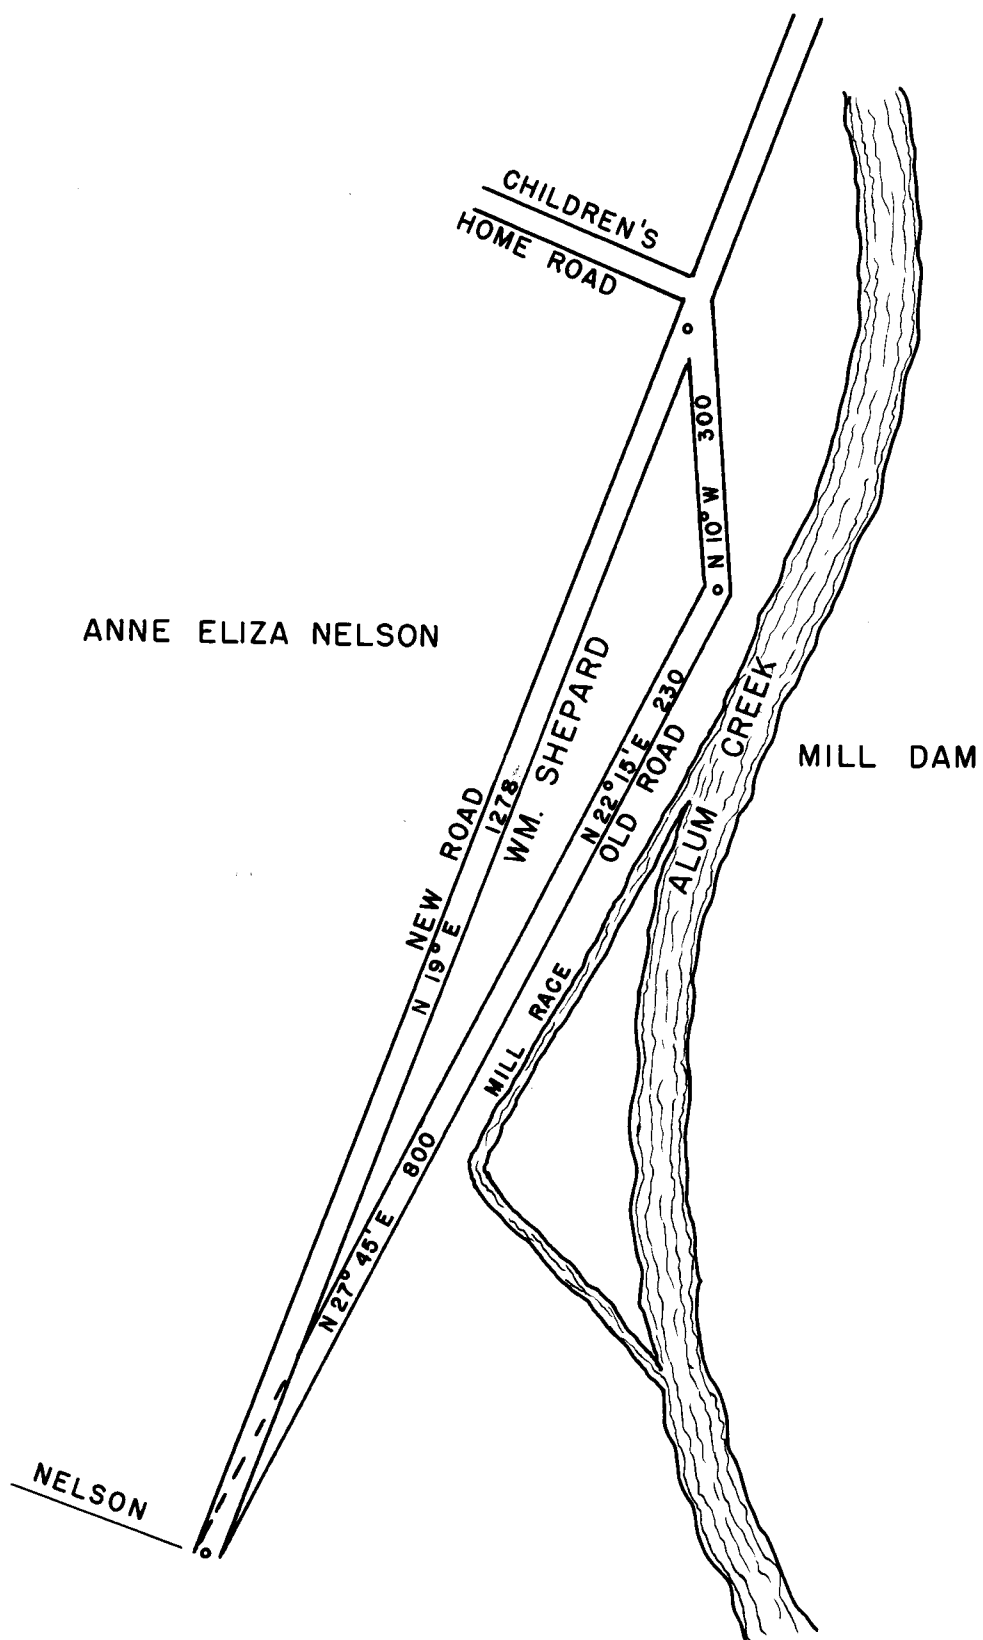 CHILDREN'S
HOME ROAD
N 10° W 300
ANNE ELIZA NELSON
NEW ROAD
N 19° E 1278
WM. SHEPARD
N 22° 15' E 230
OLD ROAD
ALUM CREEK
MILL DAM
MILL RACE
N 27° 45' E 800
NELSON